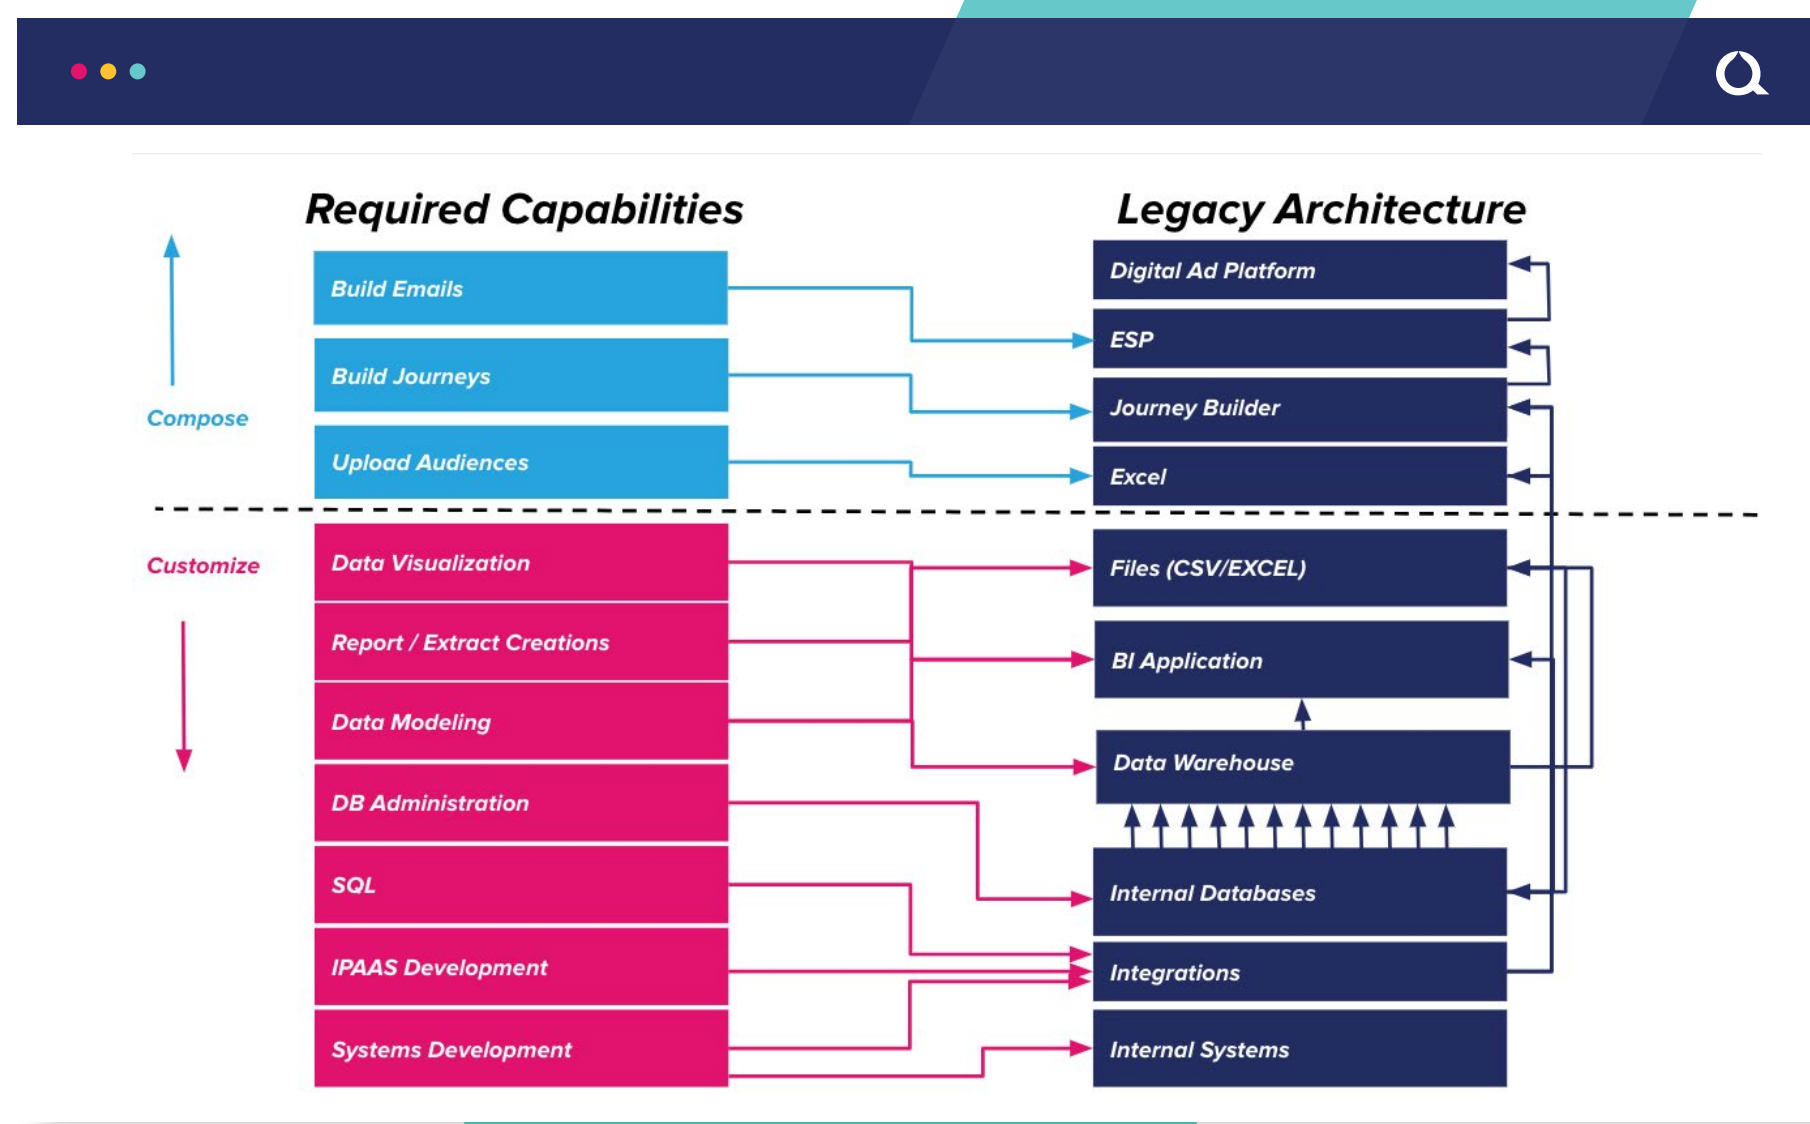 Required Capabilities
Legacy Architecture
Build Emails
Build Journeys
Upload Audiences
Compose
Customize
Data Visualization
Report / Extract Creations
Data Modeling
DB Administration
SQL
IPAAS Development
Systems Development
Digital Ad Platform
ESP
Journey Builder
Excel
Files (CSV/EXCEL)
BI Application
Data Warehouse
Internal Databases
Integrations
Internal Systems